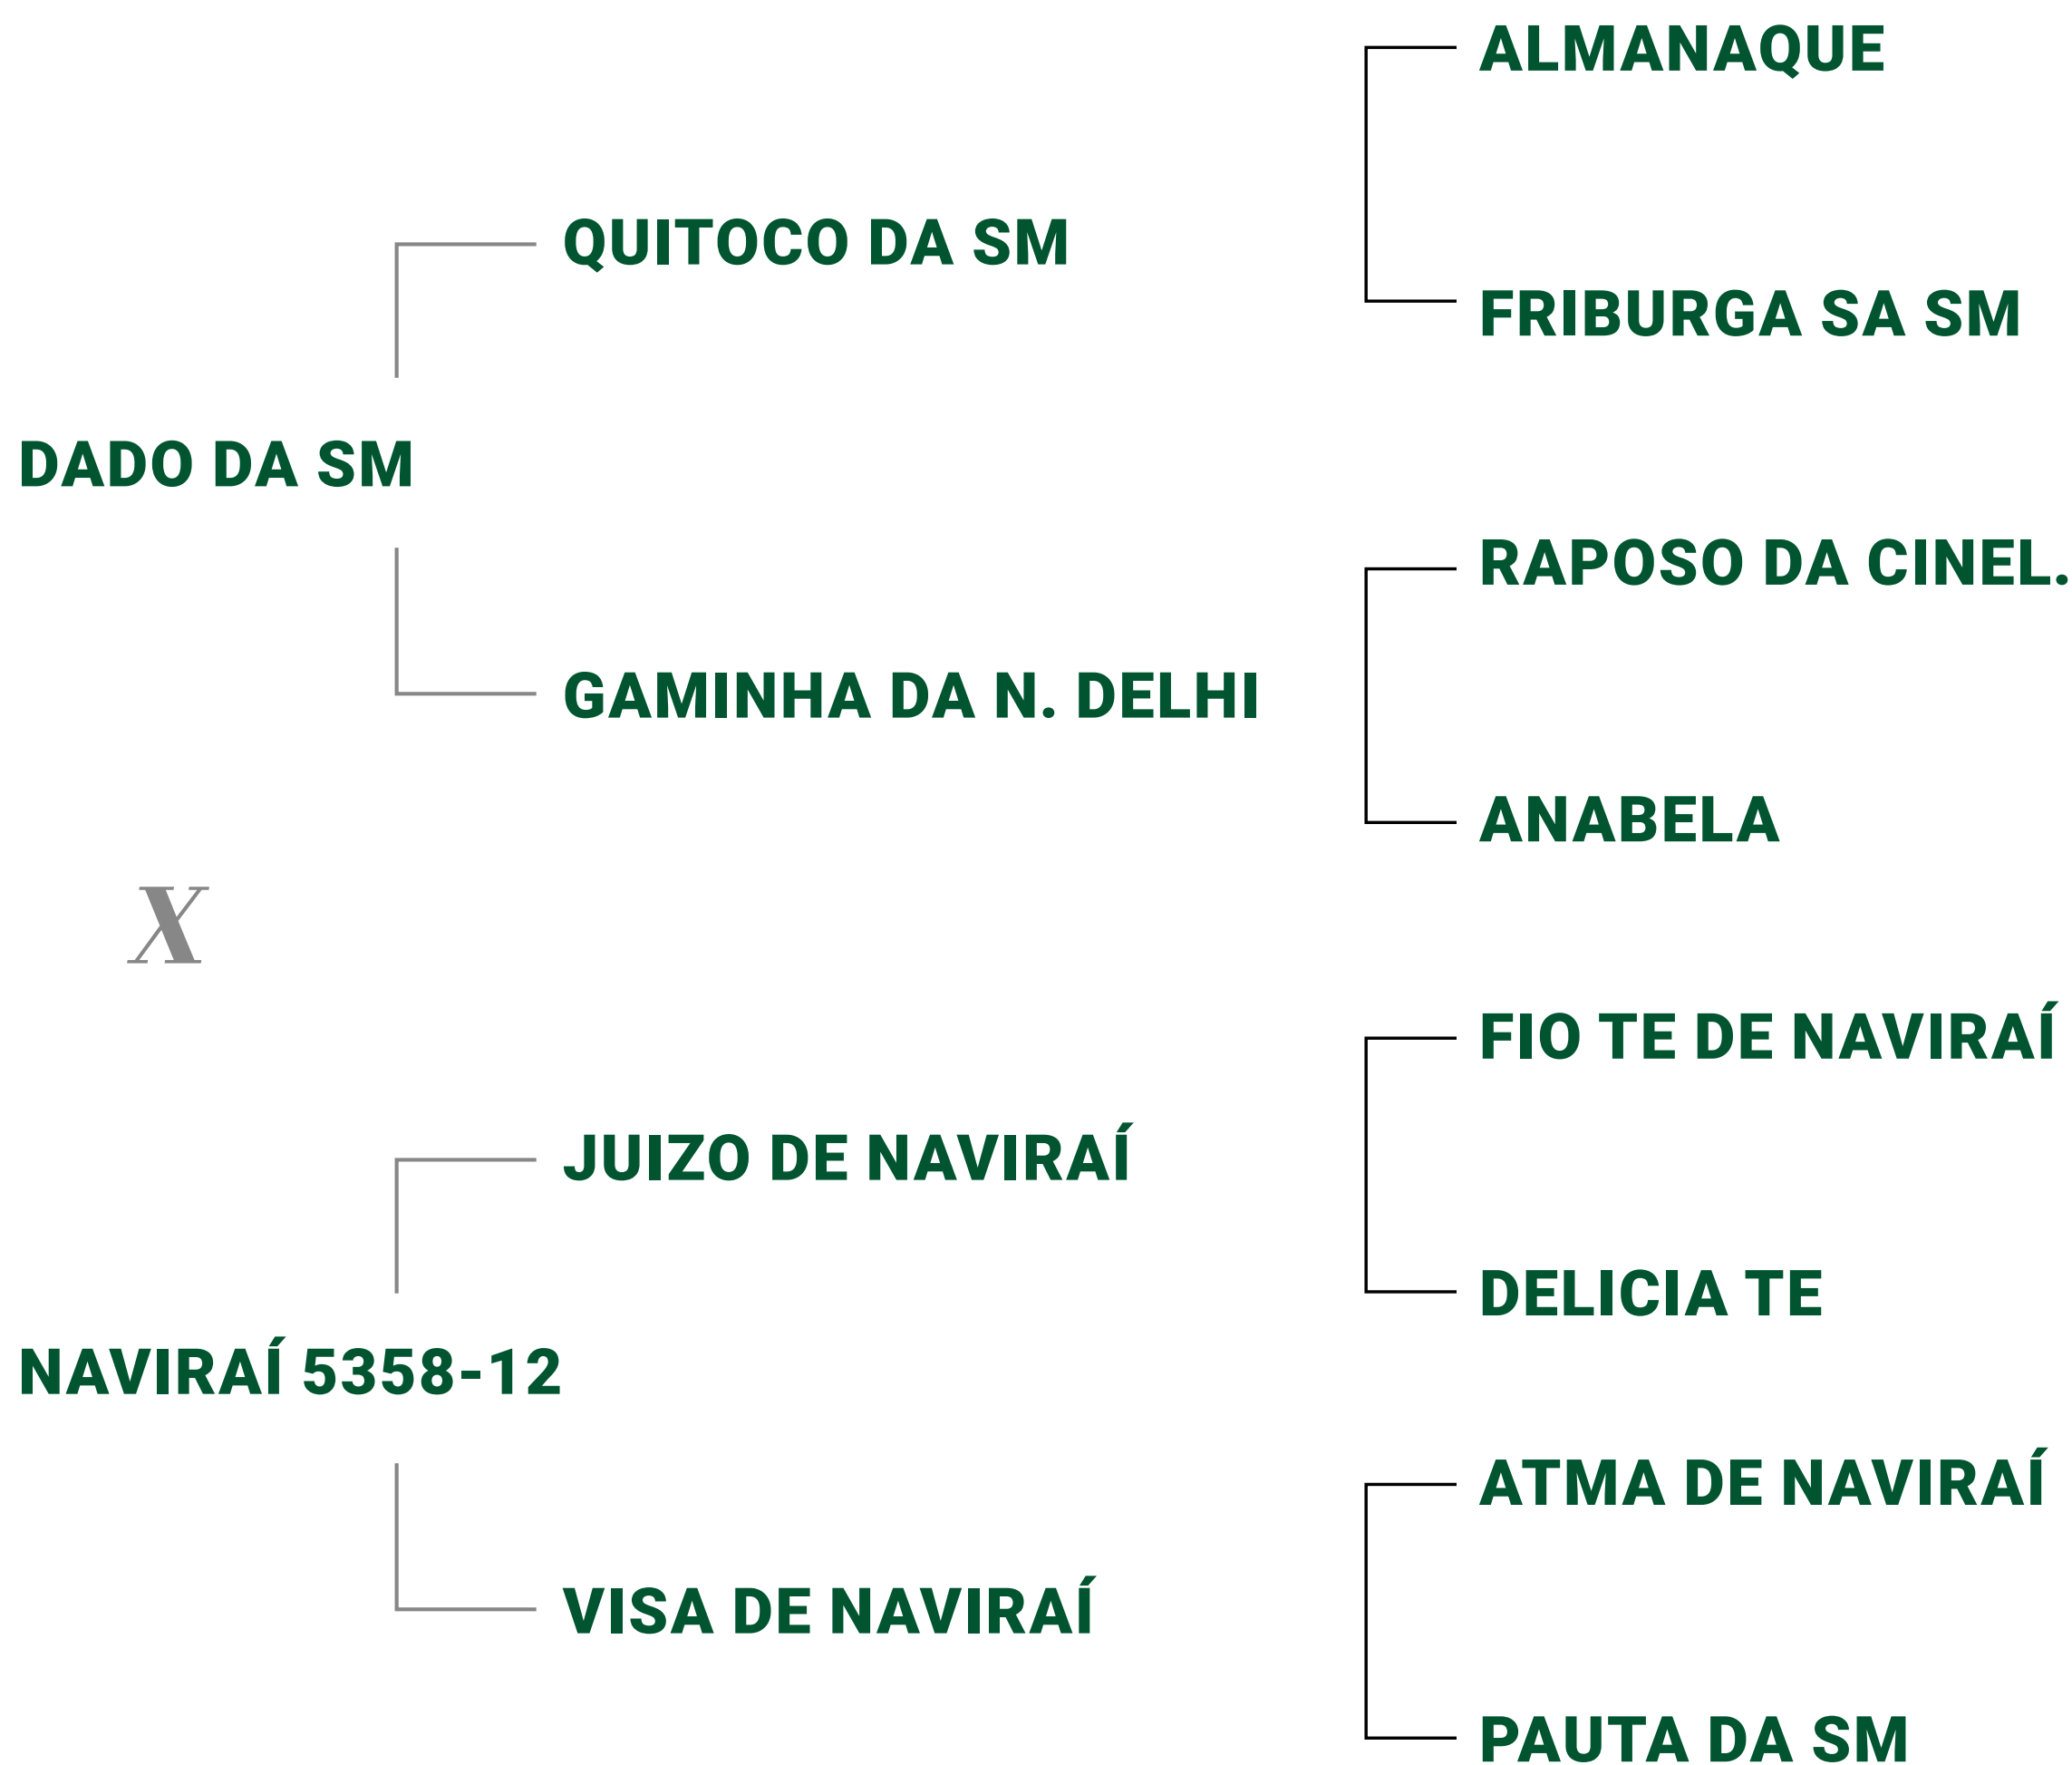 ALMANAQUE
QUITOCO DA SM
FRIBURGA SA SM
DADO DA SM
RAPOSO DA CINEL.
GAMINHA DA N. DELHI
ANABELA
X
FIO TE DE NAVIRAÍ
JUIZO DE NAVIRAÍ
DELICIA TE
NAVIRAÍ 5358-12
ATMA DE NAVIRAÍ
VISA DE NAVIRAÍ
PAUTA DA SM